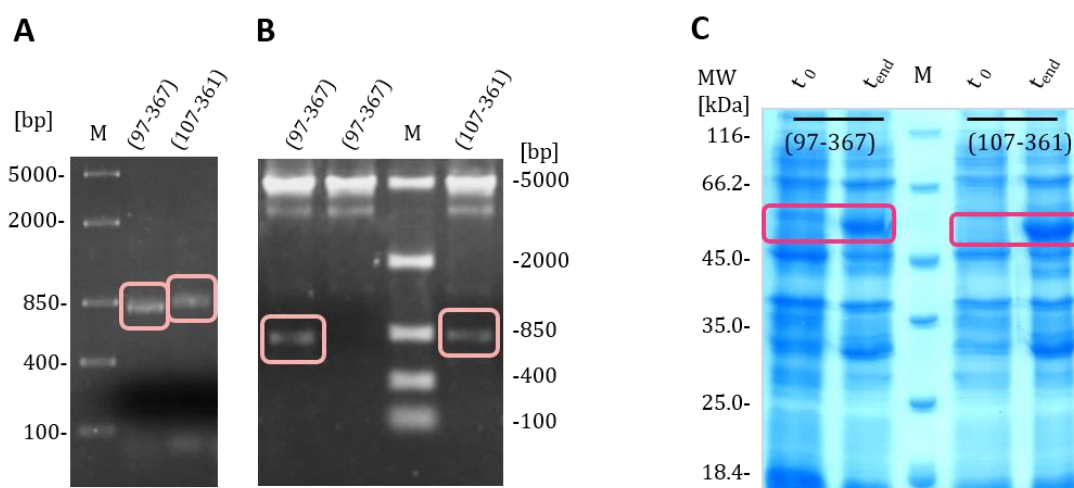 A
[bp]
M
(97-367)
(107-361)
5000-
2000-
850-
400-
100-
B
(97-367)
(97-367)
M
(107-361)
[bp]
-5000
-2000
-850
-400
-100
C
MW
[kDa]
t0
tend
M
t0
tend
(97-367)
(107-361)
116-
66.2-
45.0-
35.0-
25.0-
18.4-